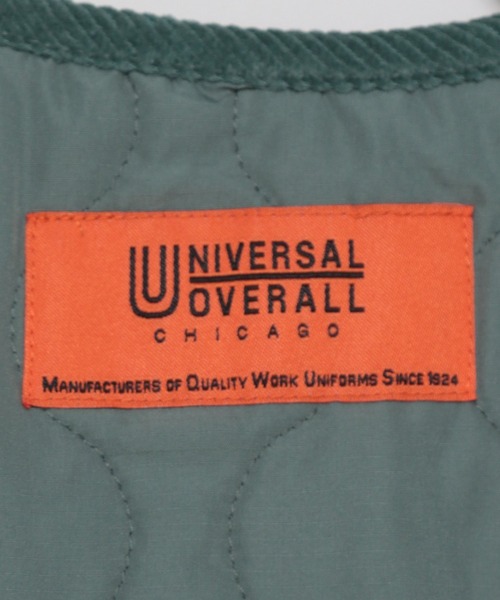 UNIVERSAL
OVERALL
CHICAGO
MANUFACTURERS OF QUALITY WORK UNIFORMS SINCE 1924